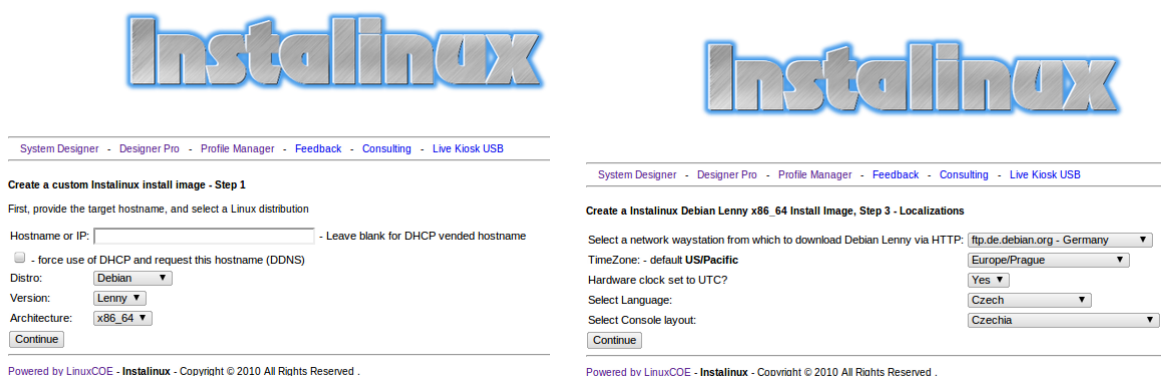 Instalinux
System Designer - Designer Pro - Profile Manager - Feedback - Consulting - Live Kiosk USB
Create a custom Instalinux install image - Step 1
First, provide the target hostname, and select a Linux distribution
Hostname or IP: - Leave blank for DHCP vended hostname
- force use of DHCP and request this hostname (DDNS)
Distro: Debian
Version: Lenny
Architecture: x86_64
Continue
Powered by LinuxCOE - Instalinux - Copyright © 2010 All Rights Reserved .
Instalinux
System Designer - Designer Pro - Profile Manager - Feedback - Consulting - Live Kiosk USB
Create a Instalinux Debian Lenny x86_64 Install Image, Step 3 - Localizations
Select a network waystation from which to download Debian Lenny via HTTP: ftp.de.debian.org - Germany
TimeZone: - default US/Pacific Europe/Prague
Hardware clock set to UTC? Yes
Select Language: Czech
Select Console layout: Czechia
Continue
Powered by LinuxCOE - Instalinux - Copyright © 2010 All Rights Reserved .